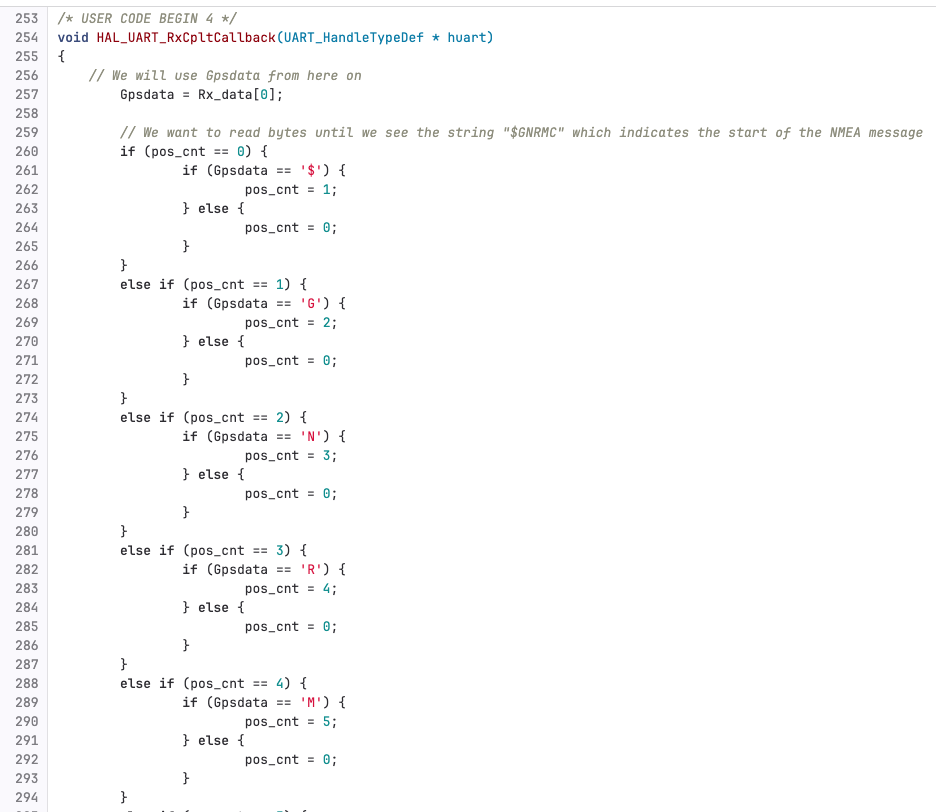 253 /* USER CODE BEGIN 4 */
254 void HAL_UART_RxCpltCallback(UART_HandleTypeDef * huart)
255 {
256     // We will use Gpsdata from here on
257         Gpsdata = Rx_data[0];
258
259         // We want to read bytes until we see the string "$GNRMC" which indicates the start of the NMEA message
260         if (pos_cnt == 0) {
261                 if (Gpsdata == '$') {
262                         pos_cnt = 1;
263                 } else {
264                         pos_cnt = 0;
265                 }
266         }
267         else if (pos_cnt == 1) {
268                 if (Gpsdata == 'G') {
269                         pos_cnt = 2;
270                 } else {
271                         pos_cnt = 0;
272                 }
273         }
274         else if (pos_cnt == 2) {
275                 if (Gpsdata == 'N') {
276                         pos_cnt = 3;
277                 } else {
278                         pos_cnt = 0;
279                 }
280         }
281         else if (pos_cnt == 3) {
282                 if (Gpsdata == 'R') {
283                         pos_cnt = 4;
284                 } else {
285                         pos_cnt = 0;
286                 }
287         }
288         else if (pos_cnt == 4) {
289                 if (Gpsdata == 'M') {
290                         pos_cnt = 5;
291                 } else {
292                         pos_cnt = 0;
293                 }
294         }